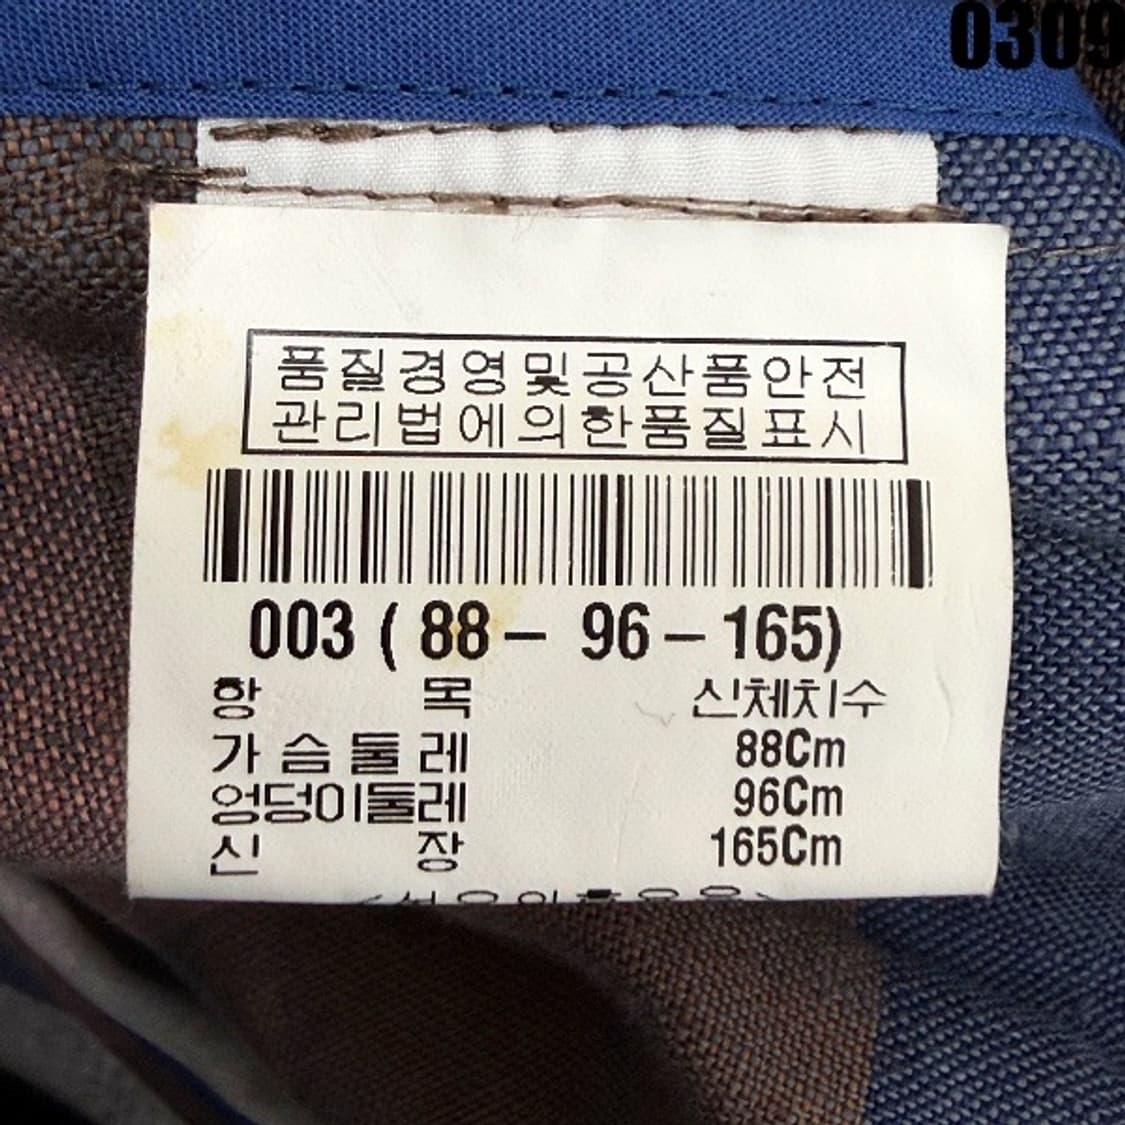 0309
품질경영및공산품안전
관리법에의한품질표시
003 ( 88 - 96 - 165)
항 목 신체치수
가슴둘레 88Cm
엉덩이둘레 96Cm
신 장 165Cm